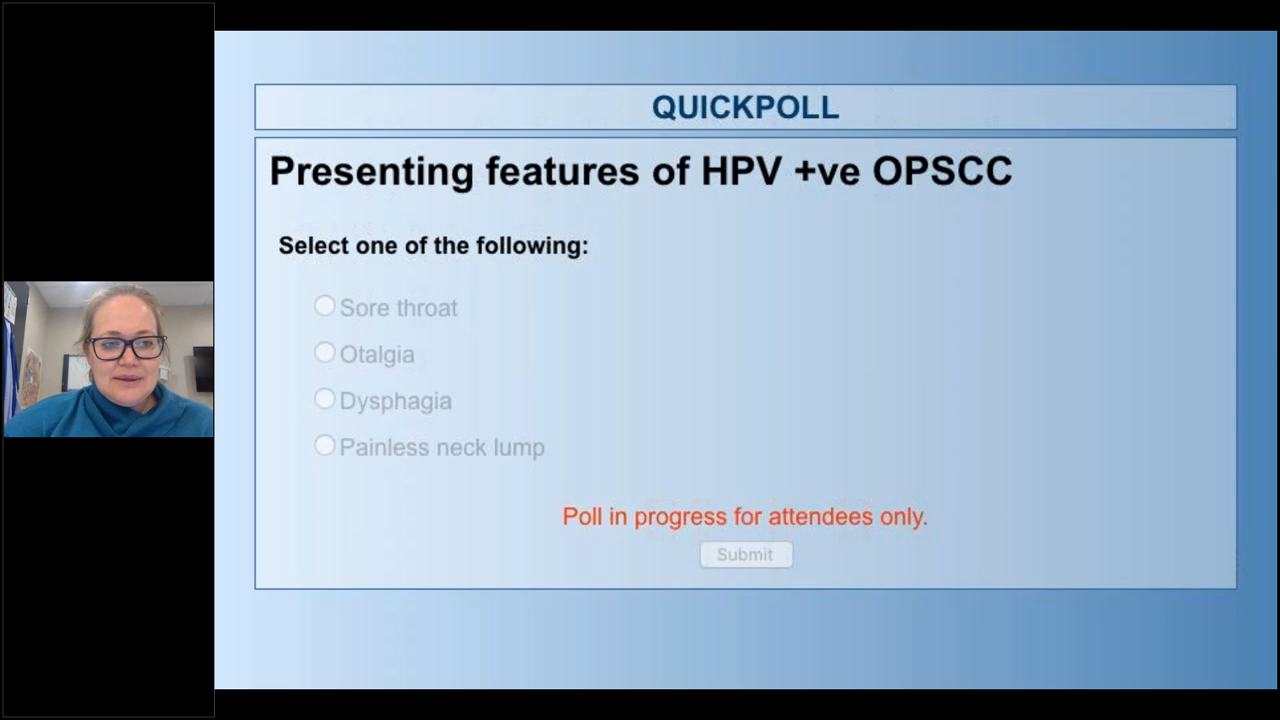 QUICKPOLL
Presenting features of HPV +ve OPSCC
Select one of the following:
Sore throat
Otalgia
Dysphagia
Painless neck lump
Poll in progress for attendees only.
Submit